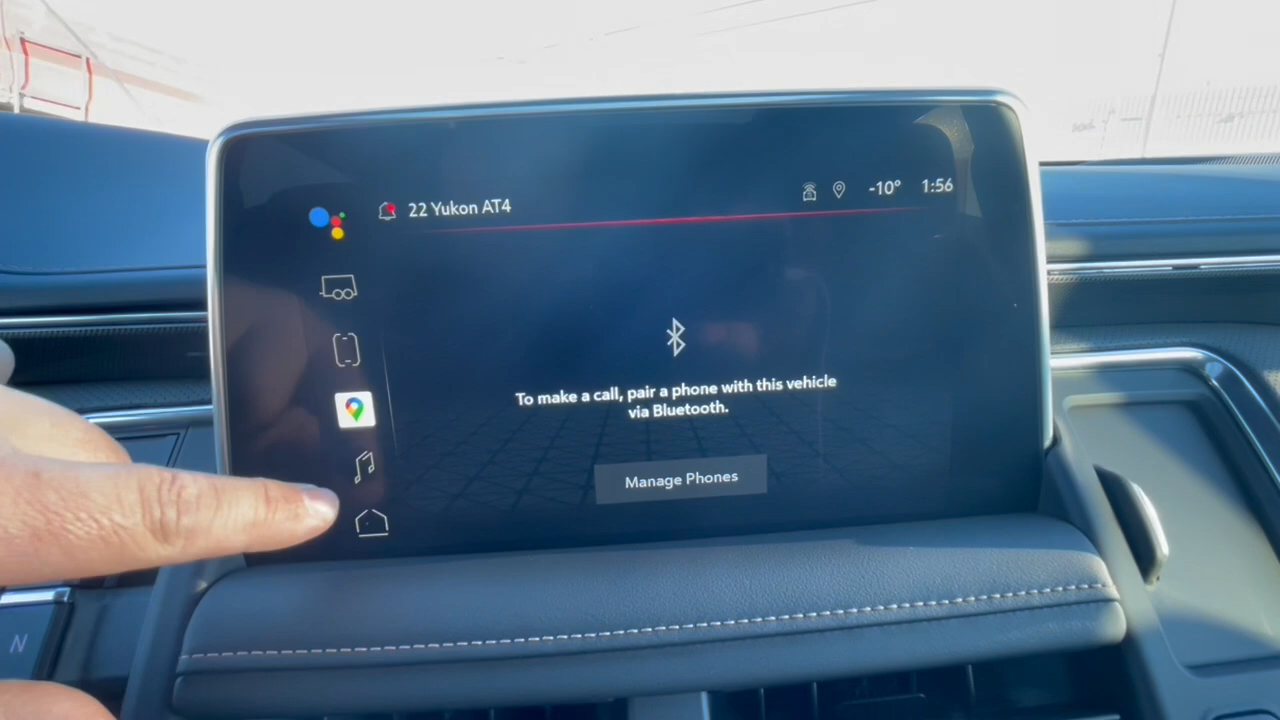 22 Yukon AT4
-10° 1:56
To make a call, pair a phone with this vehicle
via Bluetooth.
Manage Phones
N